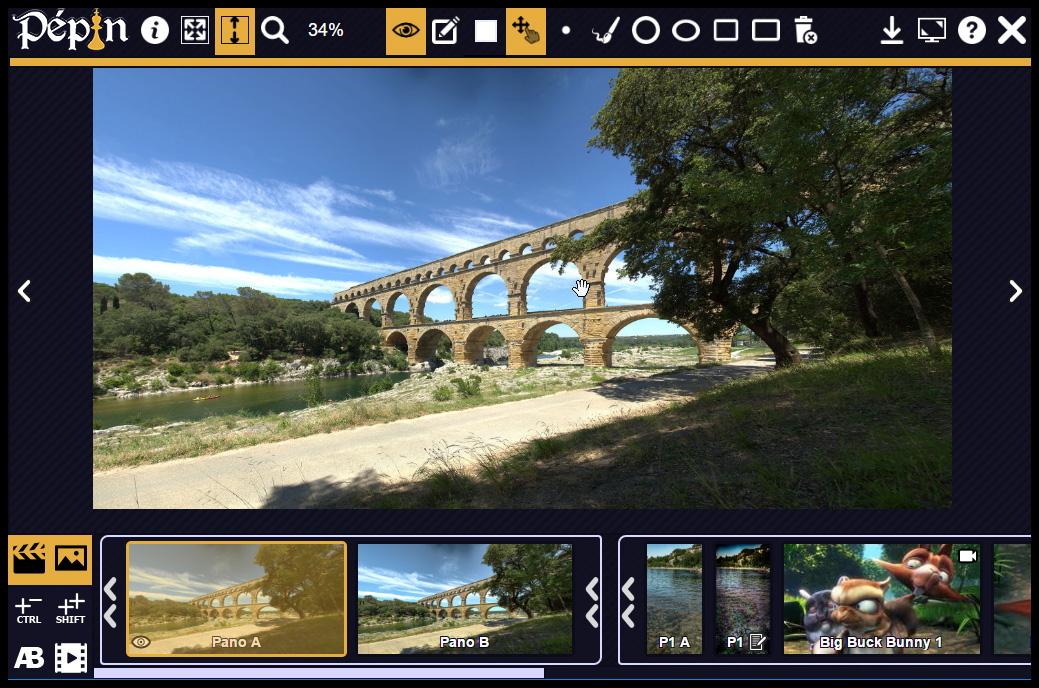 Pépin
34%
CTRL
SHIFT
AB
Pano A
Pano B
P1 A
P1
Big Buck Bunny 1